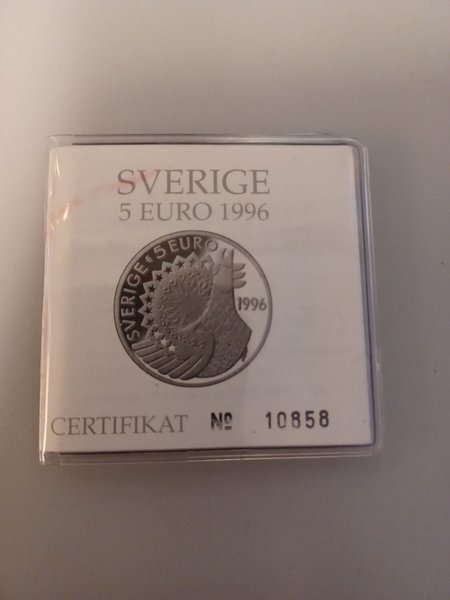 SVERIGE
5 EURO 1996
SVERIGE 5 EURO
1996
CERTIFIKAT № 10858